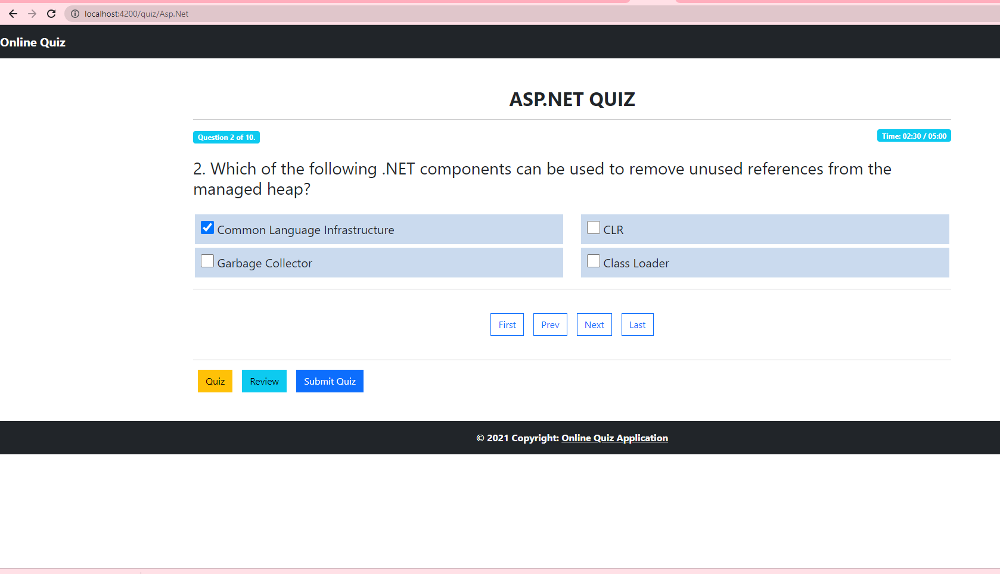 localhost:4200/quiz/Asp.Net
Online Quiz
ASP.NET QUIZ
Question 2 of 10.
Time: 02:30 / 05:00
2. Which of the following .NET components can be used to remove unused references from the
managed heap?
Common Language Infrastructure
CLR
Garbage Collector
Class Loader
First
Prev
Next
Last
Quiz
Review
Submit Quiz
© 2021 Copyright: Online Quiz Application